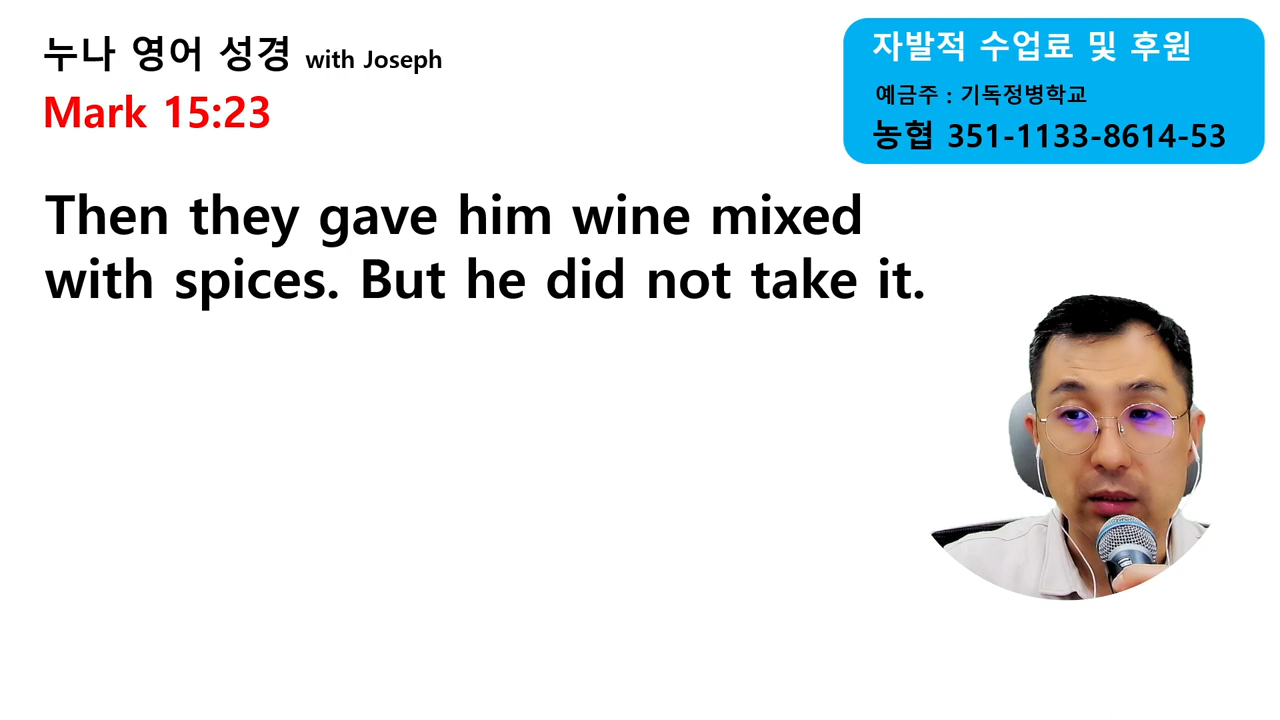 누나 영어 성경 with Joseph
Mark 15:23
자발적 수업료 및 후원
예금주 : 기독정병학교
농협 351-1133-8614-53
Then they gave him wine mixed
with spices. But he did not take it.